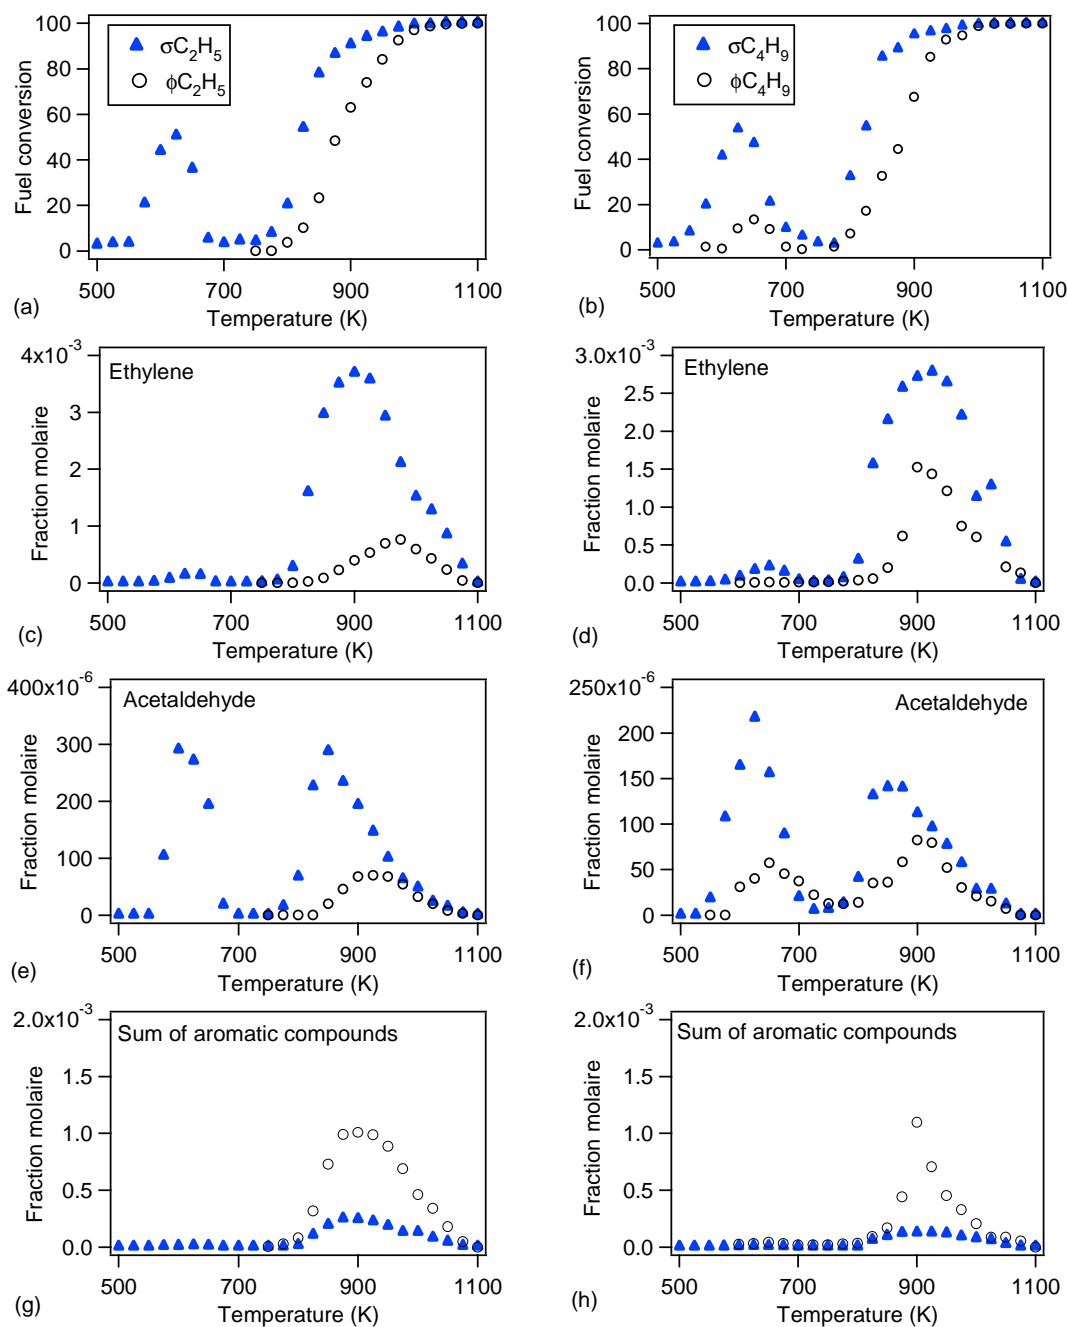 100
80
60
40
20
0
Fuel conversion
σC₂H₅
ϕC₂H₅
500 700 900 1100
Temperature (K)
(a)
100
80
60
40
20
0
Fuel conversion
σC₄H₉
ϕC₄H₉
500 700 900 1100
Temperature (K)
(b)
4x10⁻³
3
2
1
0
Fraction molaire
Ethylene
500 700 900 1100
Temperature (K)
(c)
3.0x10⁻³
2.5
2.0
1.5
1.0
0.5
0.0
Fraction molaire
Ethylene
500 700 900 1100
Temperature (K)
(d)
400x10⁻⁶
300
200
100
0
Fraction molaire
Acetaldehyde
500 700 900 1100
Temperature (K)
(e)
250x10⁻⁶
200
150
100
50
0
Fraction molaire
Acetaldehyde
500 700 900 1100
Temperature (K)
(f)
2.0x10⁻³
1.5
1.0
0.5
0.0
Fraction molaire
Sum of aromatic compounds
500 700 900 1100
Temperature (K)
(g)
2.0x10⁻³
1.5
1.0
0.5
0.0
Fraction molaire
Sum of aromatic compounds
500 700 900 1100
Temperature (K)
(h)